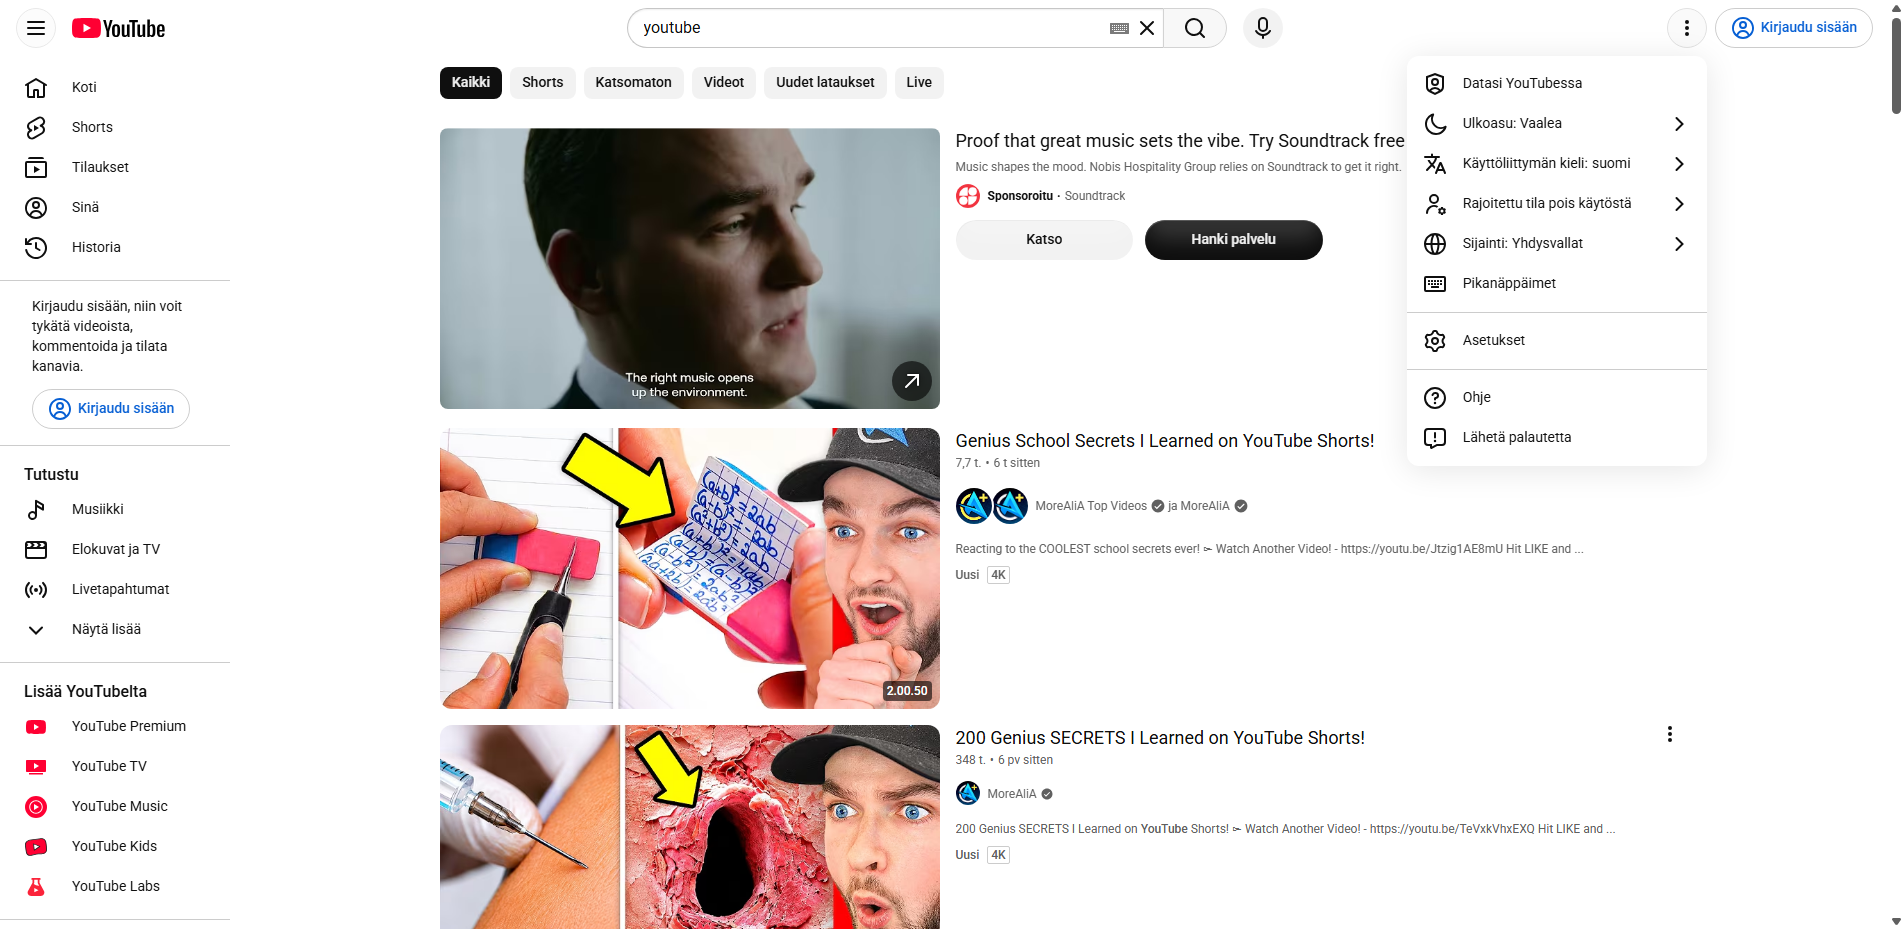 YouTube
youtube
Kirjaudu sisään
Koti
Shorts
Tilaukset
Sinä
Historia
Kirjaudu sisään, niin voit
tykätä videoista,
kommentoida ja tilata
kanavia.
Kirjaudu sisään
Tutustu
Musiikki
Elokuvat ja TV
Livetapahtumat
Näytä lisää
Lisää YouTubelta
YouTube Premium
YouTube TV
YouTube Music
YouTube Kids
YouTube Labs
Kaikki
Shorts
Katsomaton
Videot
Uudet lataukset
Live
The right music opens
up the environment.
Proof that great music sets the vibe. Try Soundtrack free
Music shapes the mood. Nobis Hospitality Group relies on Soundtrack to get it right.
Sponsoroitu · Soundtrack
Katso
Hanki palvelu
2.00.50
Genius School Secrets I Learned on YouTube Shorts!
7,7 t. • 6 t sitten
MoreAliA Top Videos ja MoreAliA
Reacting to the COOLEST school secrets ever! ➛ Watch Another Video! - https://youtu.be/Jtzig1AE8mU Hit LIKE and ...
Uusi 4K
200 Genius SECRETS I Learned on YouTube Shorts!
348 t. • 6 pv sitten
MoreAliA
200 Genius SECRETS I Learned on YouTube Shorts! ➛ Watch Another Video! - https://youtu.be/TeVxkVhxEXQ Hit LIKE and ...
Uusi 4K
Datasi YouTubessa
Ulkoasu: Vaalea
Käyttöliittymän kieli: suomi
Rajoitettu tila pois käytöstä
Sijainti: Yhdysvallat
Pikanäppäimet
Asetukset
Ohje
Lähetä palautetta